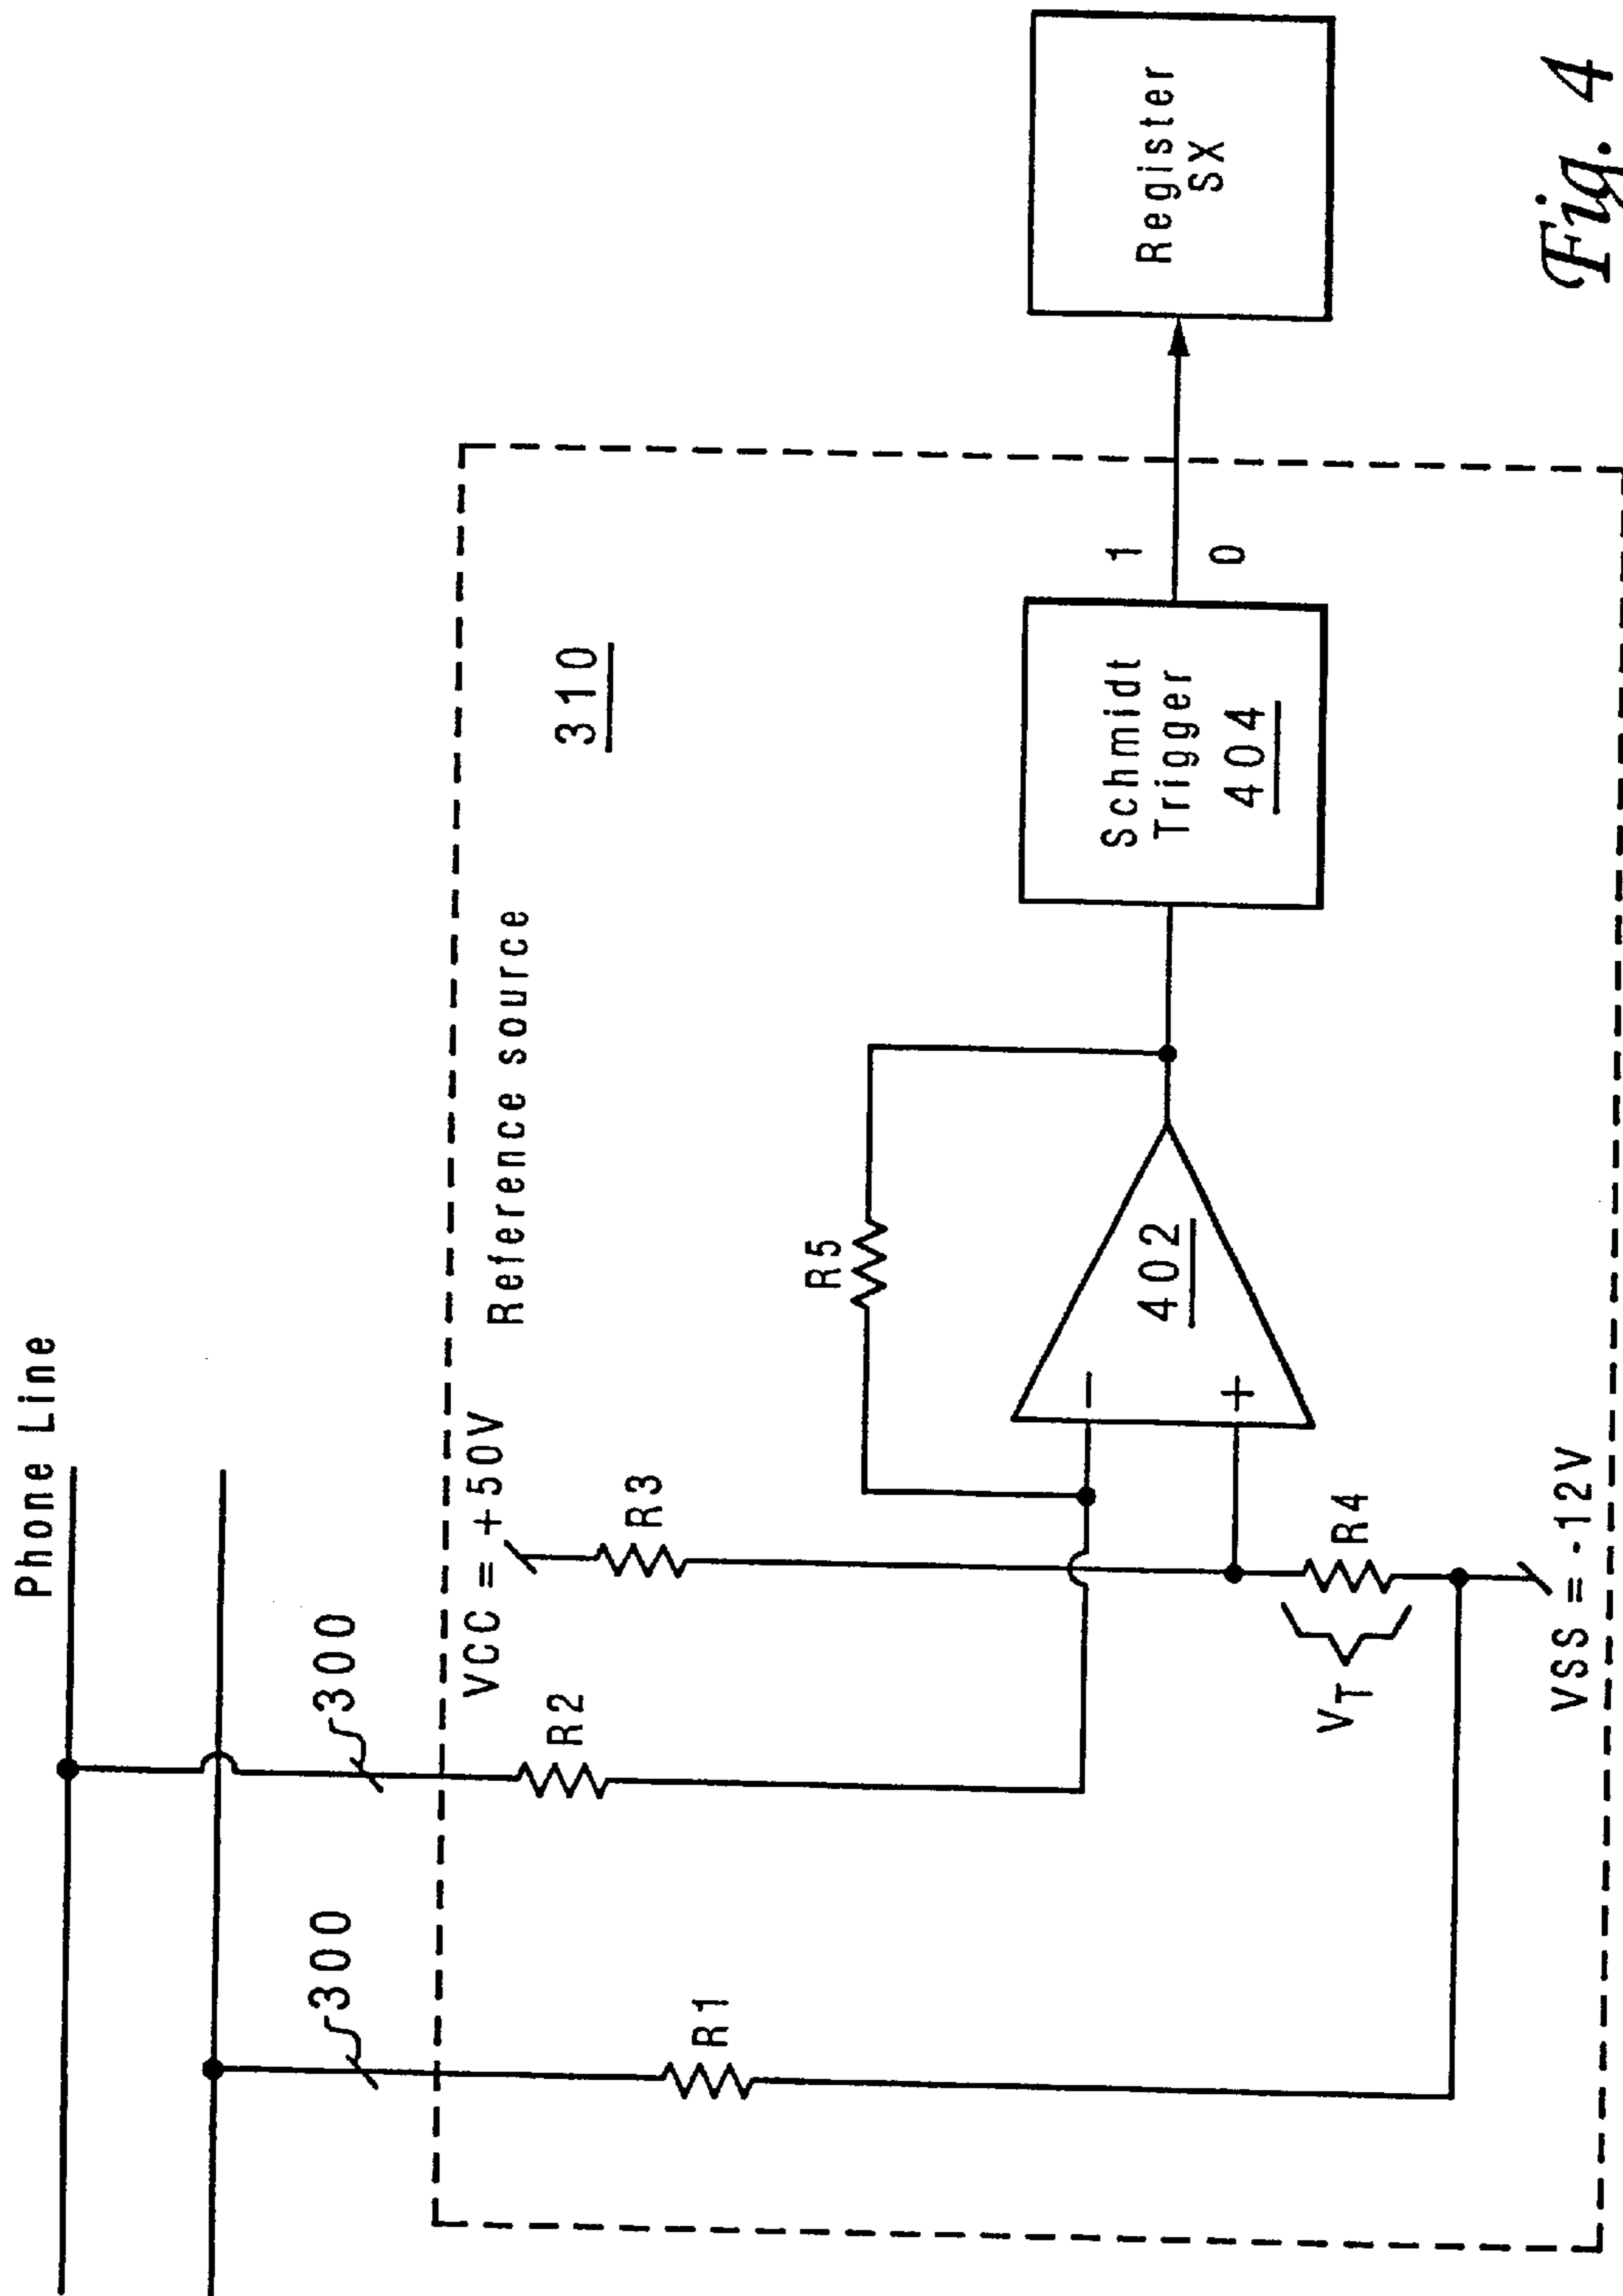 Phone Line
300
300
VCC = +50V
Reference source
310
R1
R2
R3
R5
402
−
+
R4
VT
VSS = -12V
Schmidt
Trigger
404
1
0
Register
SX
Fig. 4